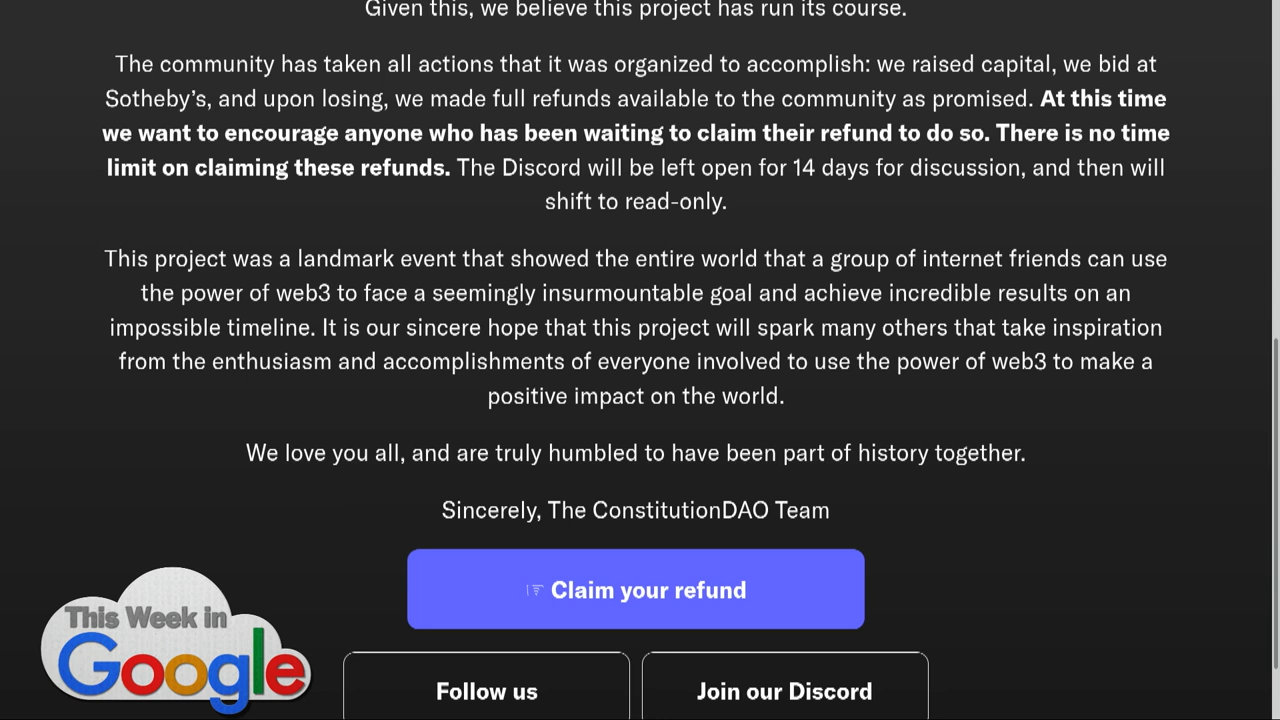 Given this, we believe this project has run its course.
The community has taken all actions that it was organized to accomplish: we raised capital, we bid at
Sotheby’s, and upon losing, we made full refunds available to the community as promised. At this time
we want to encourage anyone who has been waiting to claim their refund to do so. There is no time
limit on claiming these refunds. The Discord will be left open for 14 days for discussion, and then will
shift to read-only.
This project was a landmark event that showed the entire world that a group of internet friends can use
the power of web3 to face a seemingly insurmountable goal and achieve incredible results on an
impossible timeline. It is our sincere hope that this project will spark many others that take inspiration
from the enthusiasm and accomplishments of everyone involved to use the power of web3 to make a
positive impact on the world.
We love you all, and are truly humbled to have been part of history together.
Sincerely, The ConstitutionDAO Team
☞ Claim your refund
Follow us
Join our Discord
This Week in
Google